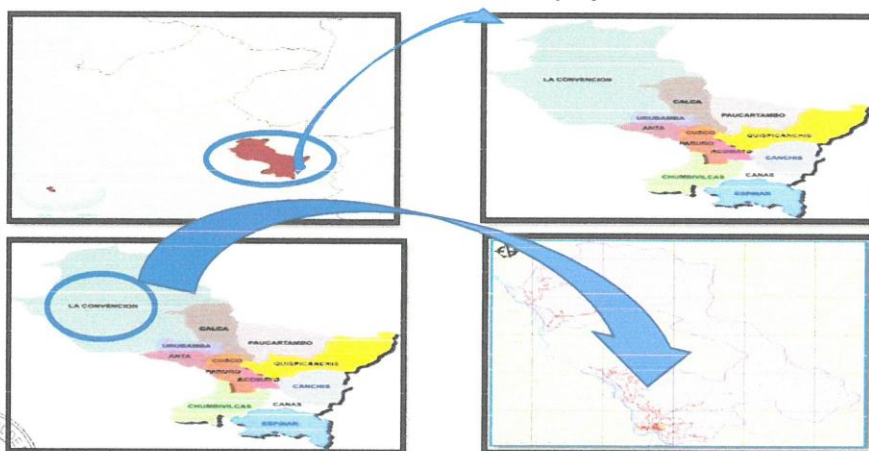 LA CONVENCION
CALCA
URUBAMBA
PAUCARTAMBO
ANTA
CUSCO
QUISPICANCHIS
PARURO
ACOMAYO
CANCHIS
CHUMBIVILCAS
CANAS
ESPINAR
LA CONVENCION
CALCA
URUBAMBA
PAUCARTAMBO
ANTA
CUSCO
QUISPICANCHIS
PARURO
ACOMAYO
CANCHIS
CHUMBIVILCAS
CANAS
ESPINAR